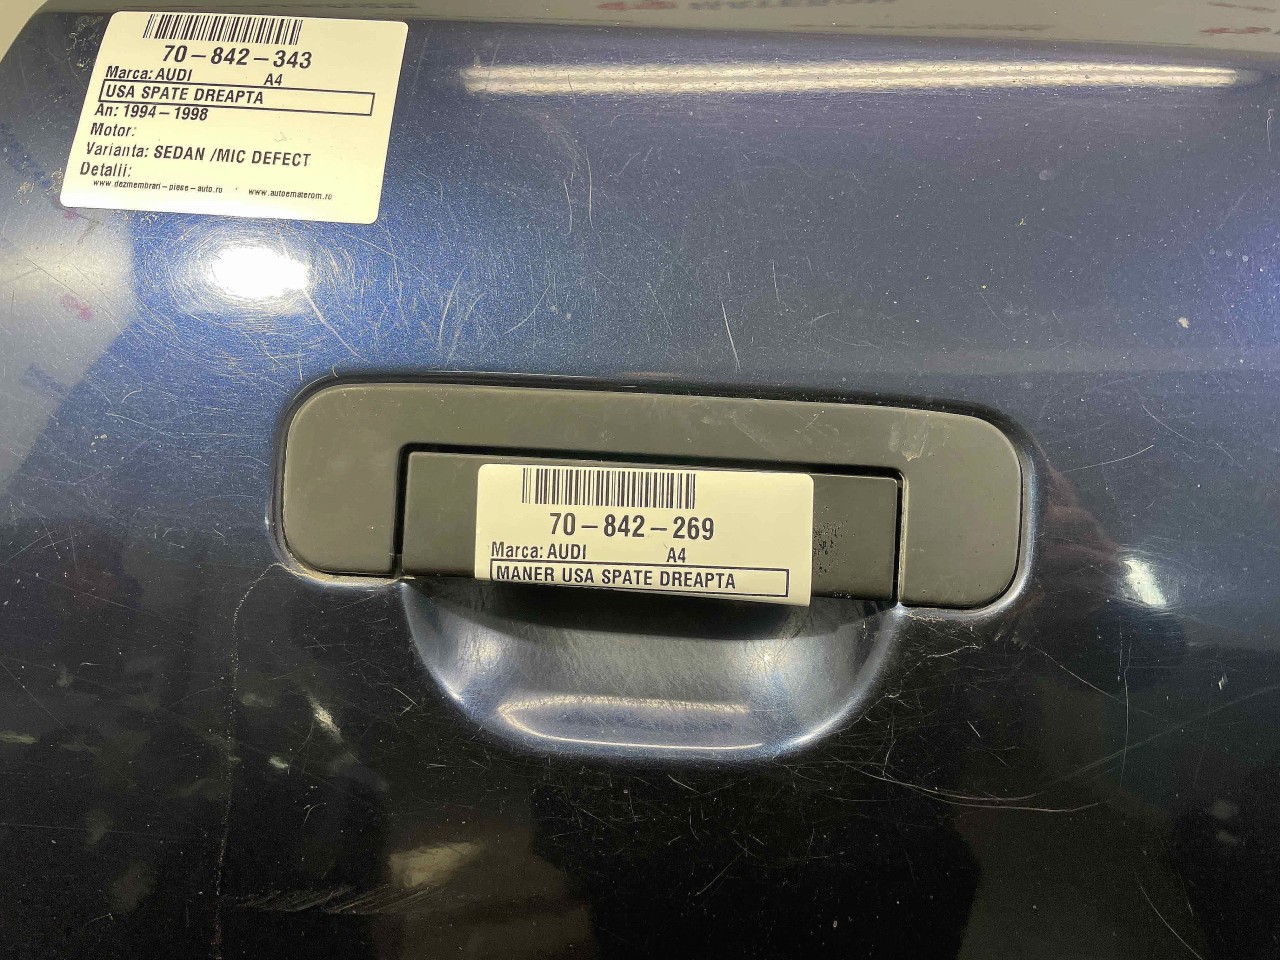 70-842-343
Marca: AUDI A4
USA SPATE DREAPTA
An: 1994-1998
Motor:
Varianta: SEDAN /MIC DEFECT
Detalii:
www.dezmembrari-piese-auto.ro www.autoematerom.ro
70-842-269
Marca: AUDI A4
MANER USA SPATE DREAPTA